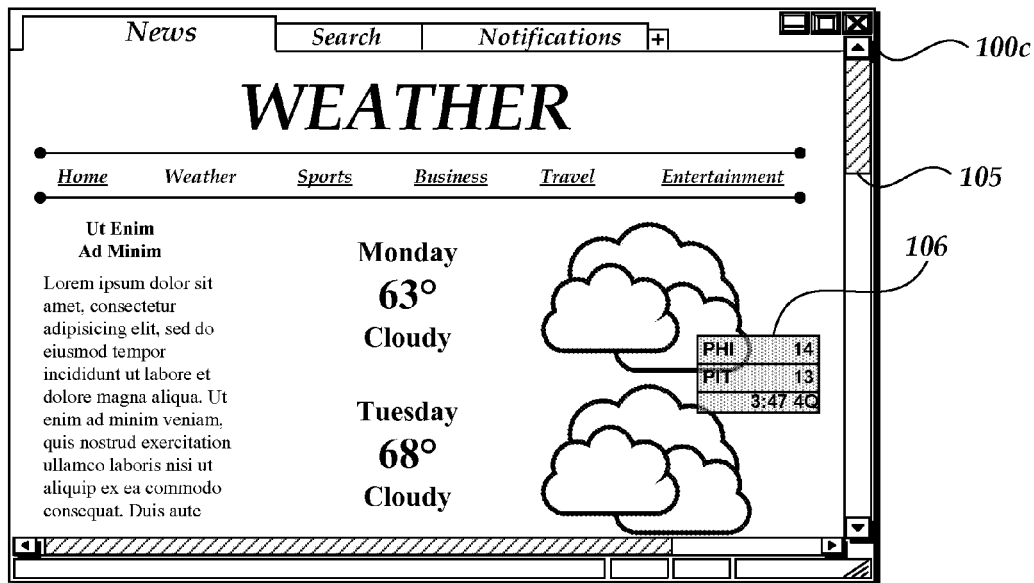 News Search Notifications +
100c
WEATHER
Home Weather Sports Business Travel Entertainment
105
106
Ut Enim
Ad Minim
Lorem ipsum dolor sit
amet, consectetur
adipisicing elit, sed do
eiusmod tempor
incididunt ut labore et
dolore magna aliqua. Ut
enim ad minim veniam,
quis nostrud exercitation
ullamco laboris nisi ut
aliquip ex ea commodo
consequat. Duis aute
Monday
63°
Cloudy
Tuesday
68°
Cloudy
PHI 14
PIT 13
3:47 4Q